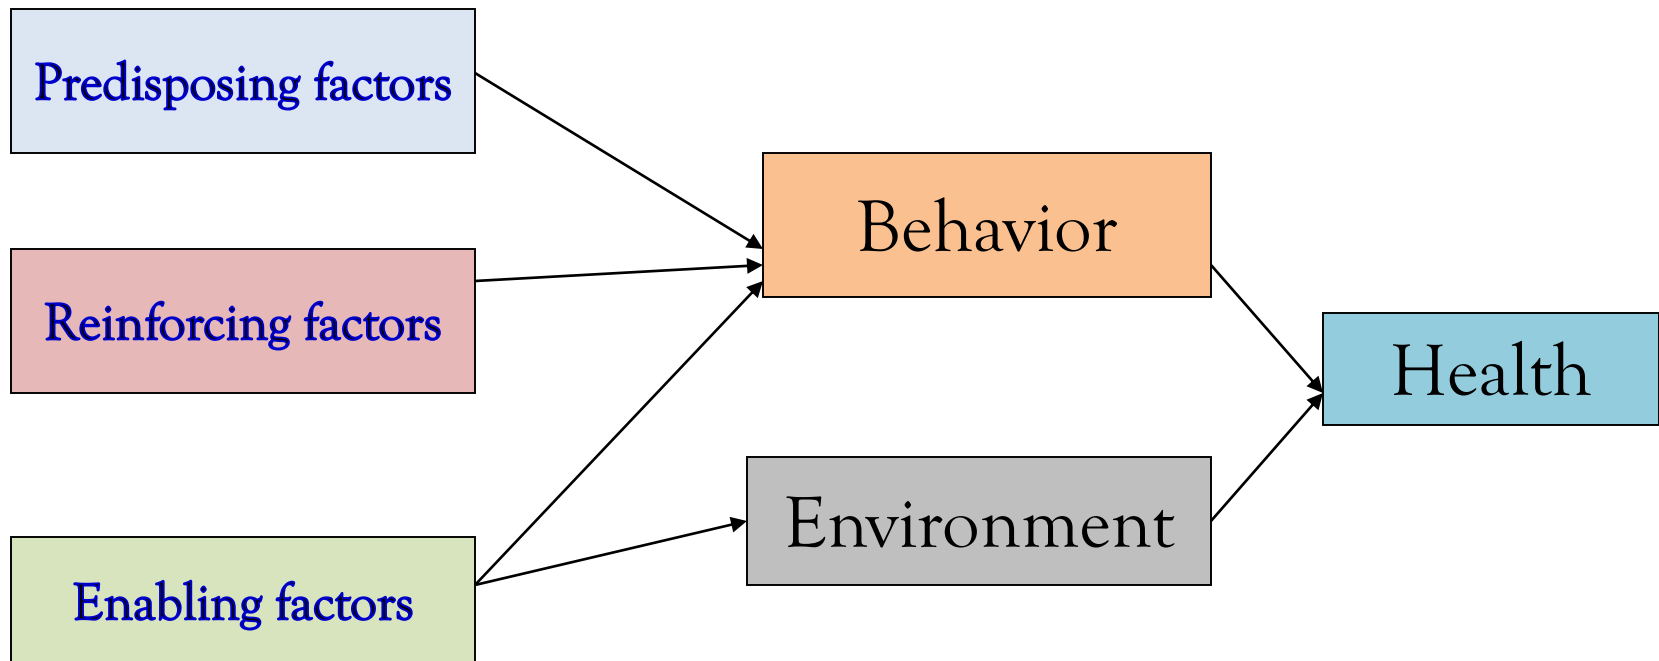 Predisposing factors
Behavior
Reinforcing factors
Health
Environment
Enabling factors